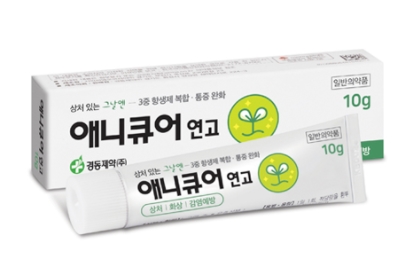 상처 있는 그날엔 ··· 3중 항생제 복합 · 통증 완화
일반의약품
애니큐어 연고
10g
경동제약(주)
상처 있는 그날엔 ··· 3중 항생제 복합 · 통증 완화
일반의약품
애니큐어 연고
10g
상처 | 화상 | 감염예방